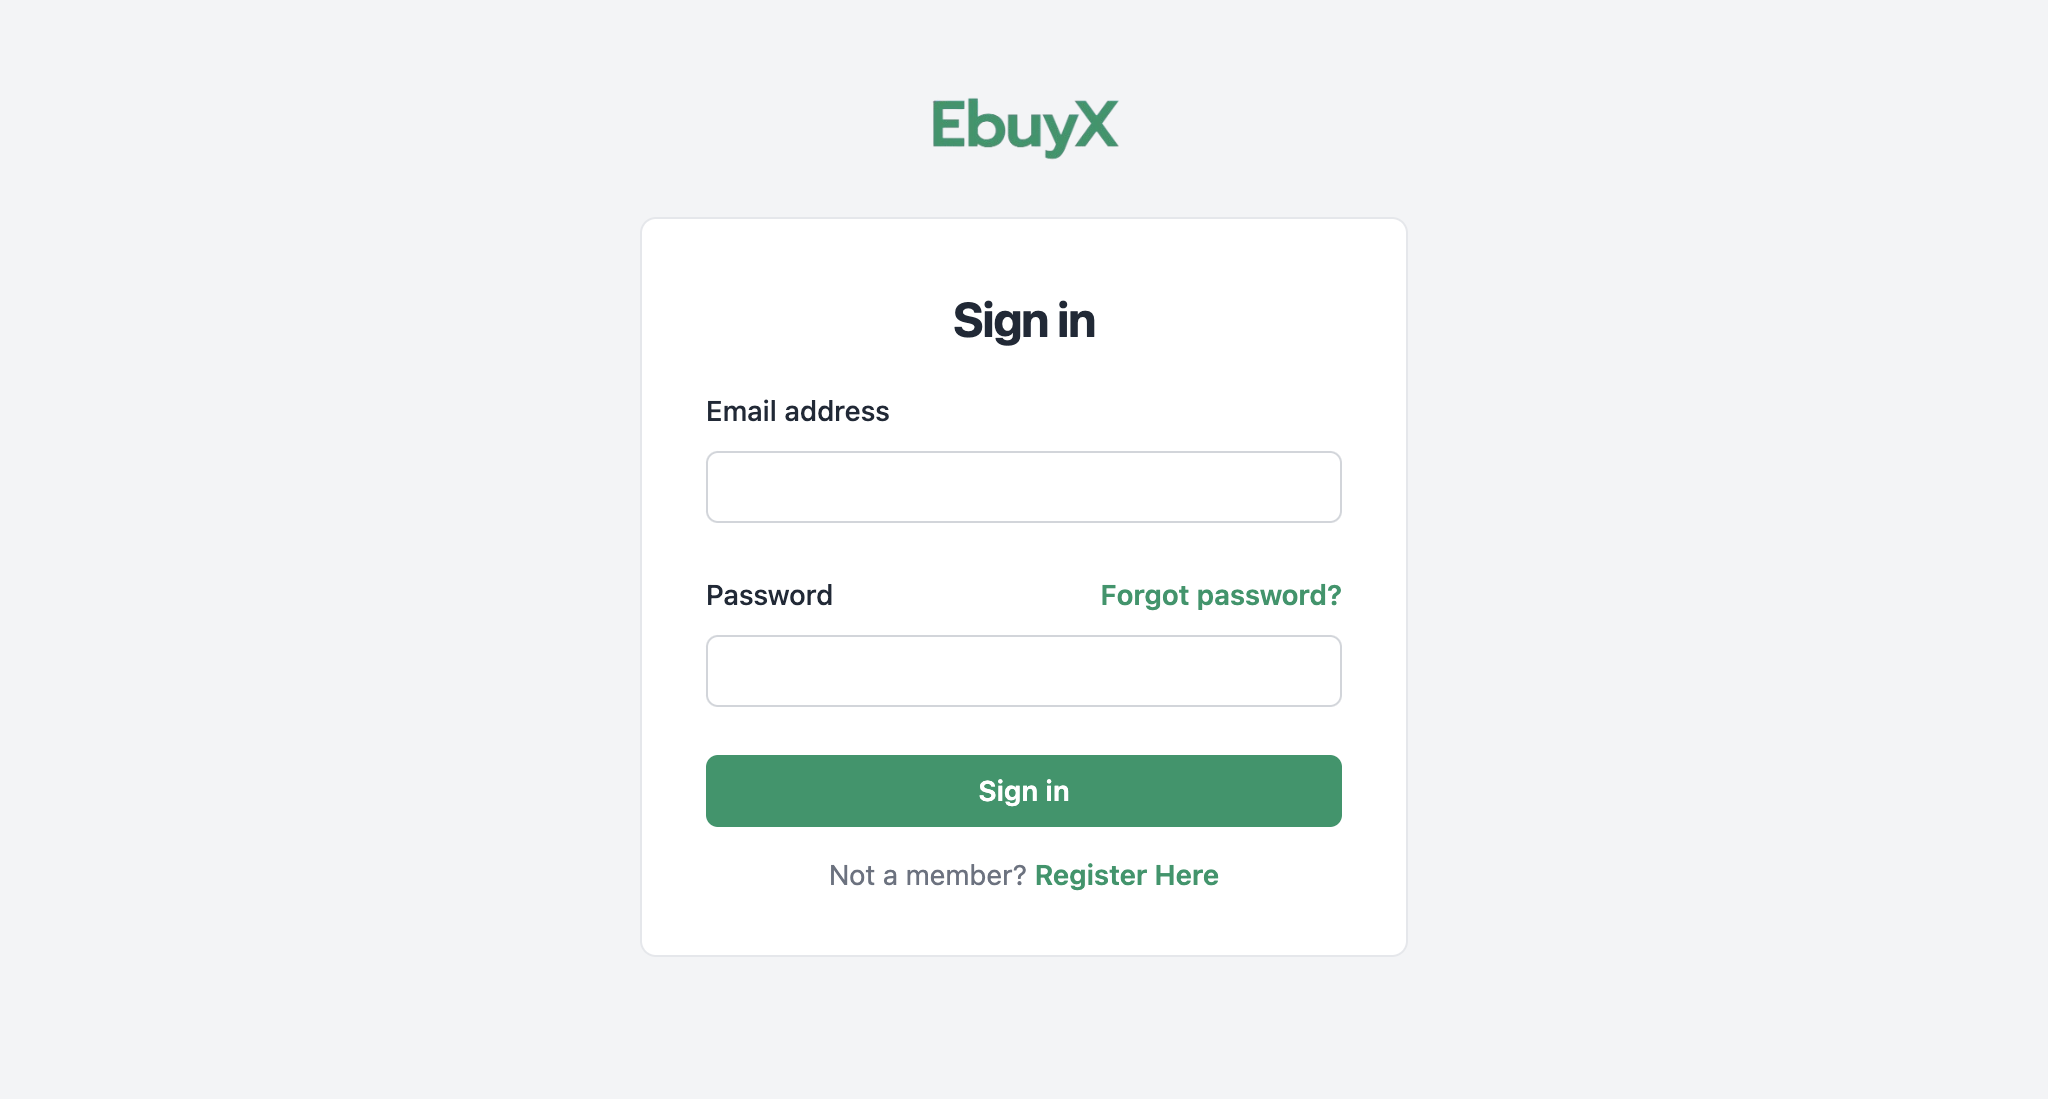 EbuyX
Sign in
Email address
Password
Forgot password?
Sign in
Not a member? Register Here